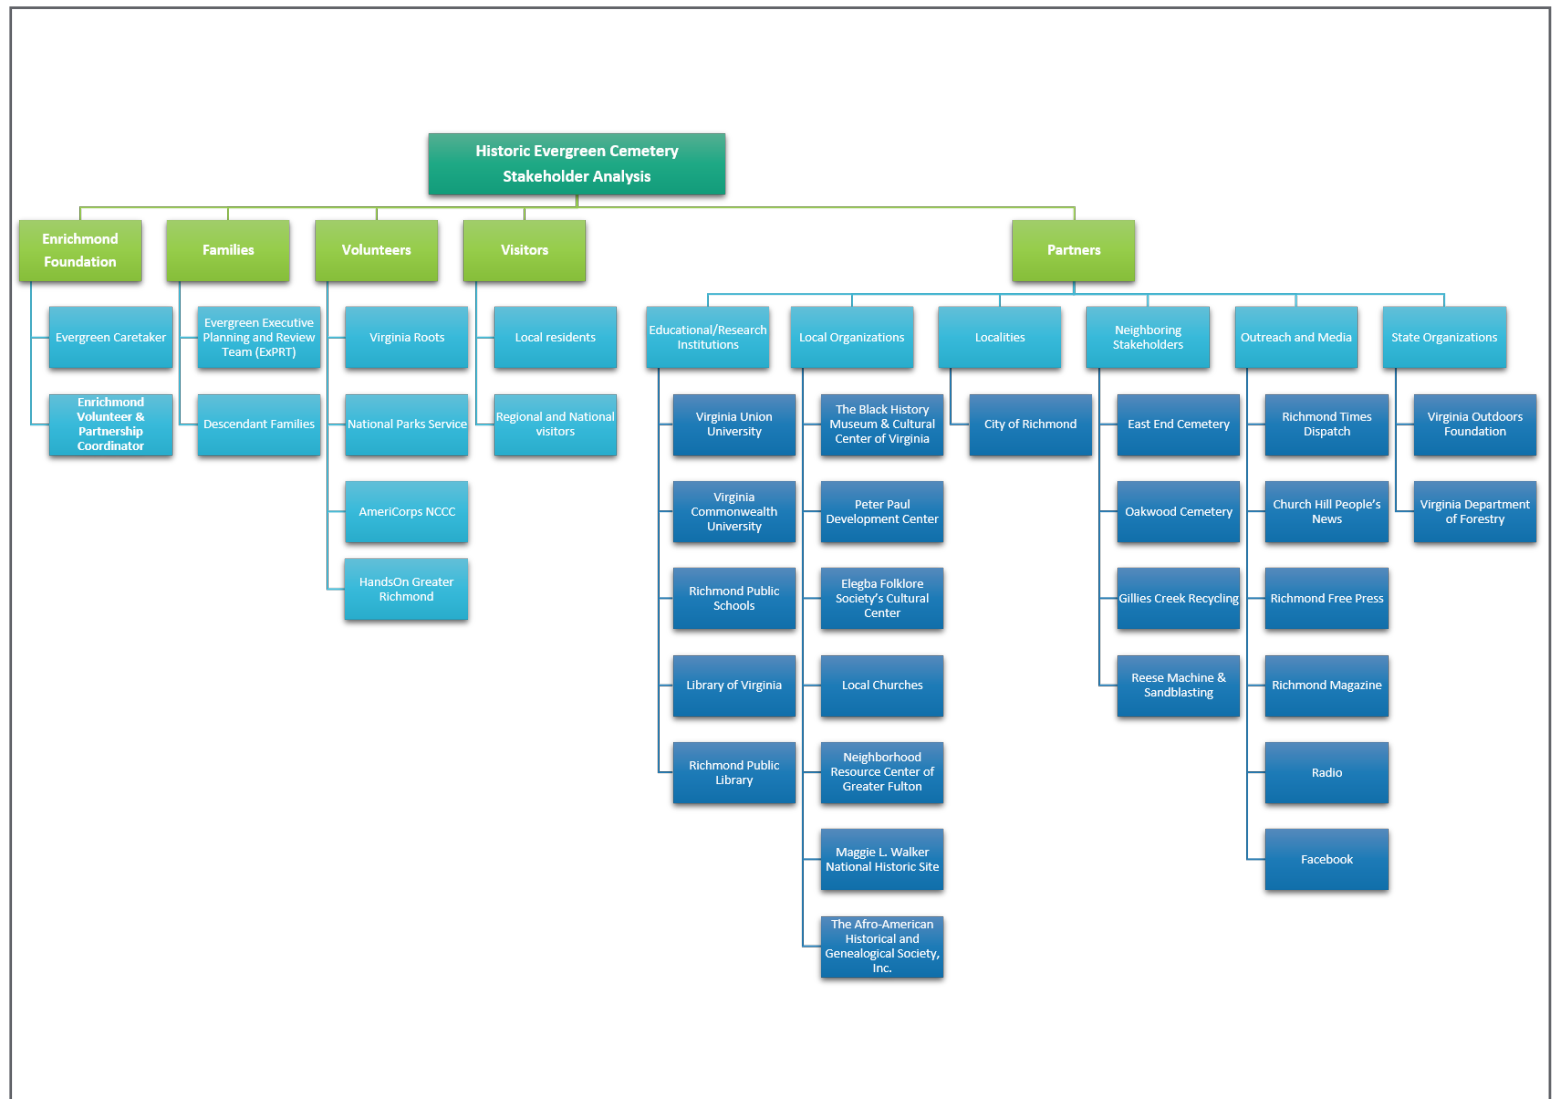 Historic Evergreen Cemetery
Stakeholder Analysis
Enrichmond
Foundation
Families
Volunteers
Visitors
Partners
Evergreen Caretaker
Enrichmond
Volunteer &
Partnership
Coordinator
Evergreen Executive
Planning and Review
Team (ExPRT)
Descendant Families
Virginia Roots
National Parks Service
AmeriCorps NCCC
HandsOn Greater
Richmond
Local residents
Regional and National
visitors
Educational/Research
Institutions
Virginia Union
University
Virginia
Commonwealth
University
Richmond Public
Schools
Library of Virginia
Richmond Public
Library
Local Organizations
The Black History
Museum & Cultural
Center of Virginia
Peter Paul
Development Center
Elegba Folklore
Society's Cultural
Center
Local Churches
Neighborhood
Resource Center of
Greater Fulton
Maggie L. Walker
National Historic Site
The Afro-American
Historical and
Genealogical Society,
Inc.
Localities
City of Richmond
Neighboring
Stakeholders
East End Cemetery
Oakwood Cemetery
Gillies Creek Recycling
Reese Machine &
Sandblasting
Outreach and Media
Richmond Times
Dispatch
Church Hill People's
News
Richmond Free Press
Richmond Magazine
Radio
Facebook
State Organizations
Virginia Outdoors
Foundation
Virginia Department
of Forestry